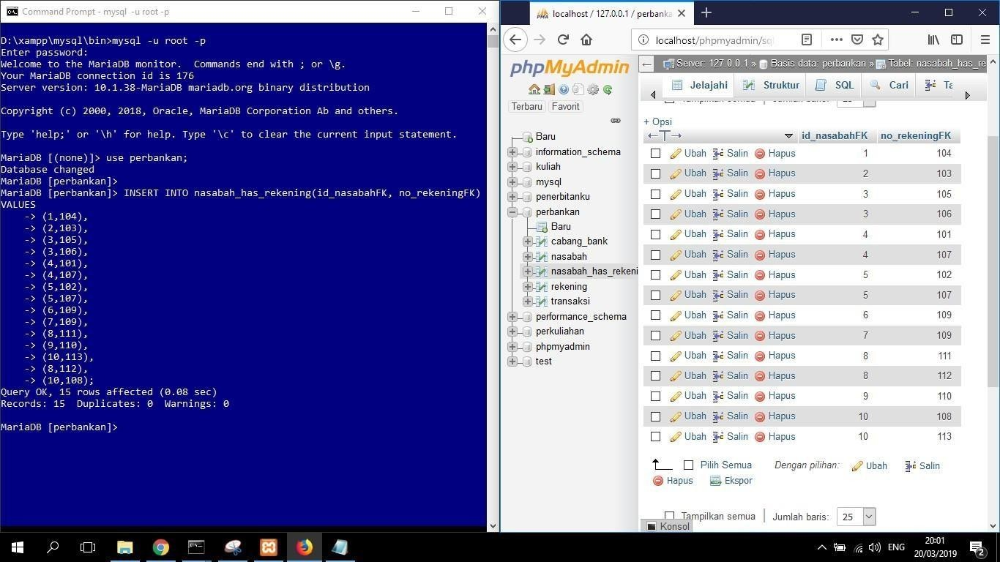 Command Prompt - mysql -u root -p
D:\xampp\mysql\bin>mysql -u root -p
Enter password:
Welcome to the MariaDB monitor.  Commands end with ; or \g.
Your MariaDB connection id is 176
Server version: 10.1.38-MariaDB mariadb.org binary distribution
Copyright (c) 2000, 2018, Oracle, MariaDB Corporation Ab and others.
Type 'help;' or '\h' for help. Type '\c' to clear the current input statement.
MariaDB [(none)]> use perbankan;
Database changed
MariaDB [perbankan]>
MariaDB [perbankan]> INSERT INTO nasabah_has_rekening(id_nasabahFK, no_rekeningFK)
VALUES
-> (1,104),
-> (2,103),
-> (3,105),
-> (3,106),
-> (4,101),
-> (4,107),
-> (5,102),
-> (5,107),
-> (6,109),
-> (7,109),
-> (8,111),
-> (9,110),
-> (10,113),
-> (8,112),
-> (10,108);
Query OK, 15 rows affected (0.08 sec)
Records: 15  Duplicates: 0  Warnings: 0
MariaDB [perbankan]>
localhost / 127.0.0.1 / perbanka
localhost/phpmyadmin/sql
phpMyAdmin
Terbaru Favorit
Baru
information_schema
kuliah
mysql
penerbitanku
perbankan
Baru
cabang_bank
nasabah
nasabah_has_rekeni
rekening
transaksi
performance_schema
perkuliahan
phpmyadmin
test
Server: 127.0.0.1 » Basis data: perbankan » Tabel: nasabah_has_re
Jelajahi Struktur SQL Cari Ta
Tampilkan semua Jumlah baris: 25
+ Opsi
←T→ id_nasabahFK no_rekeningFK
Ubah Salin Hapus 1 104
Ubah Salin Hapus 2 103
Ubah Salin Hapus 3 105
Ubah Salin Hapus 3 106
Ubah Salin Hapus 4 101
Ubah Salin Hapus 4 107
Ubah Salin Hapus 5 102
Ubah Salin Hapus 5 107
Ubah Salin Hapus 6 109
Ubah Salin Hapus 7 109
Ubah Salin Hapus 8 111
Ubah Salin Hapus 8 112
Ubah Salin Hapus 9 110
Ubah Salin Hapus 10 108
Ubah Salin Hapus 10 113
Pilih Semua Dengan pilihan: Ubah Salin
Hapus Ekspor
Tampilkan semua Jumlah baris: 25
Konsol
ENG
20:01
20/03/2019
2